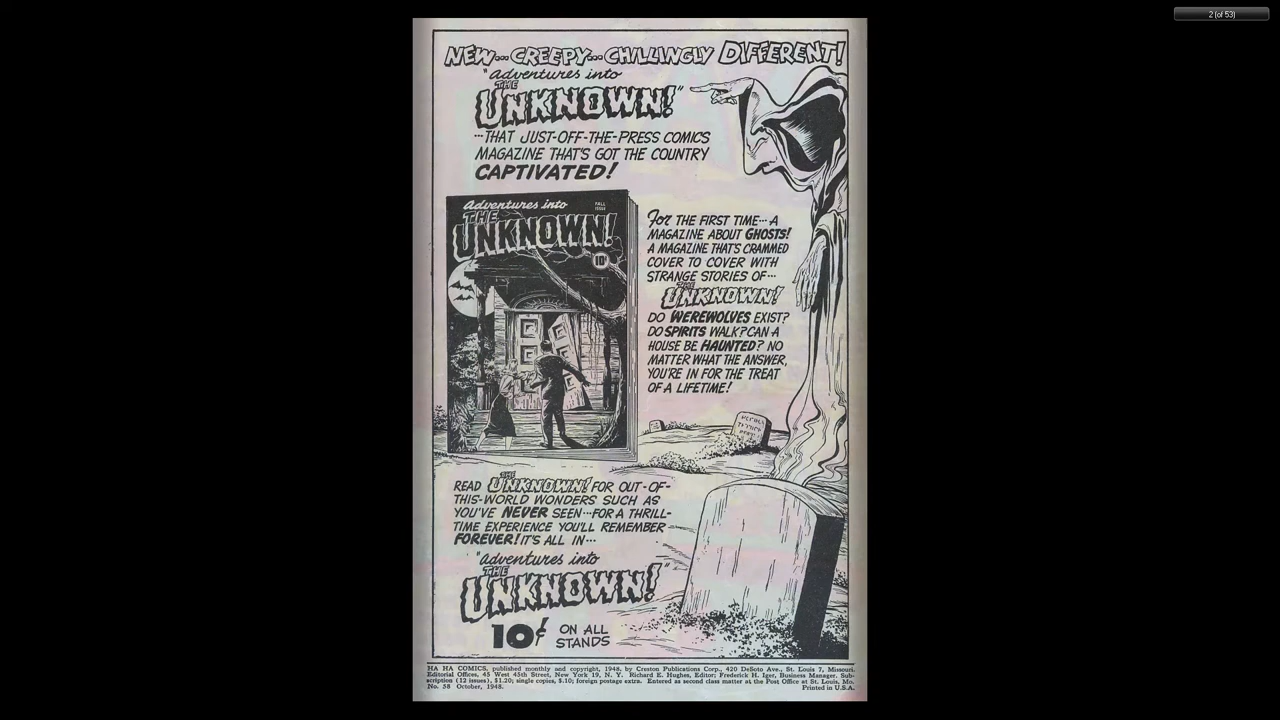 2 (of 53)
NEW... CREEPY... CHILLINGLY DIFFERENT!
"Adventures into
THE
UNKNOWN!"
...THAT JUST-OFF-THE-PRESS COMICS
MAGAZINE THAT'S GOT THE COUNTRY
CAPTIVATED!
Adventures into
FALL
ISSUE
THE
UNKNOWN!
10¢
FOR THE FIRST TIME... A
MAGAZINE ABOUT GHOSTS!
A MAGAZINE THAT'S CRAMMED
COVER TO COVER WITH
STRANGE STORIES OF...
THE
UNKNOWN!
DO WEREWOLVES EXIST?
DO SPIRITS WALK? CAN A
HOUSE BE HAUNTED? NO
MATTER WHAT THE ANSWER,
YOU'RE IN FOR THE TREAT
OF A LIFETIME!
READ THE UNKNOWN! FOR OUT-OF-
THIS-WORLD WONDERS SUCH AS
YOU'VE NEVER SEEN...FOR A THRILL-
TIME EXPERIENCE YOU'LL REMEMBER
FOREVER! IT'S ALL IN...
"Adventures into
THE
UNKNOWN!"
10¢ ON ALL
STANDS
HA HA COMICS, published monthly and copyright, 1948, by Creston Publications Corp., 420 DeSoto Ave., St. Louis 7, Missouri.
Editorial Offices, 45 West 45th Street, New York 19, N. Y. Richard E. Hughes, Editor; Frederick H. Iger, Business Manager. Sub-
scription (12 issues), $1.20; single copies, $.10; foreign postage extra. Entered as second class matter at the Post Office at St. Louis, Mo.
No. 58 October, 1948. Printed in U.S.A.